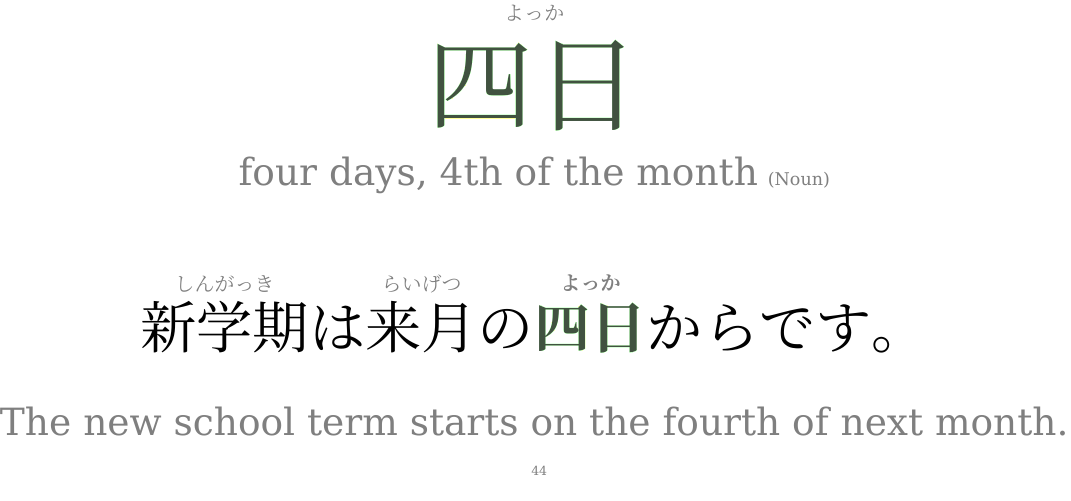 よっか
四日
four days, 4th of the month (Noun)
しんがっき らいげつ よっか
新学期は来月の四日からです。
The new school term starts on the fourth of next month.
44